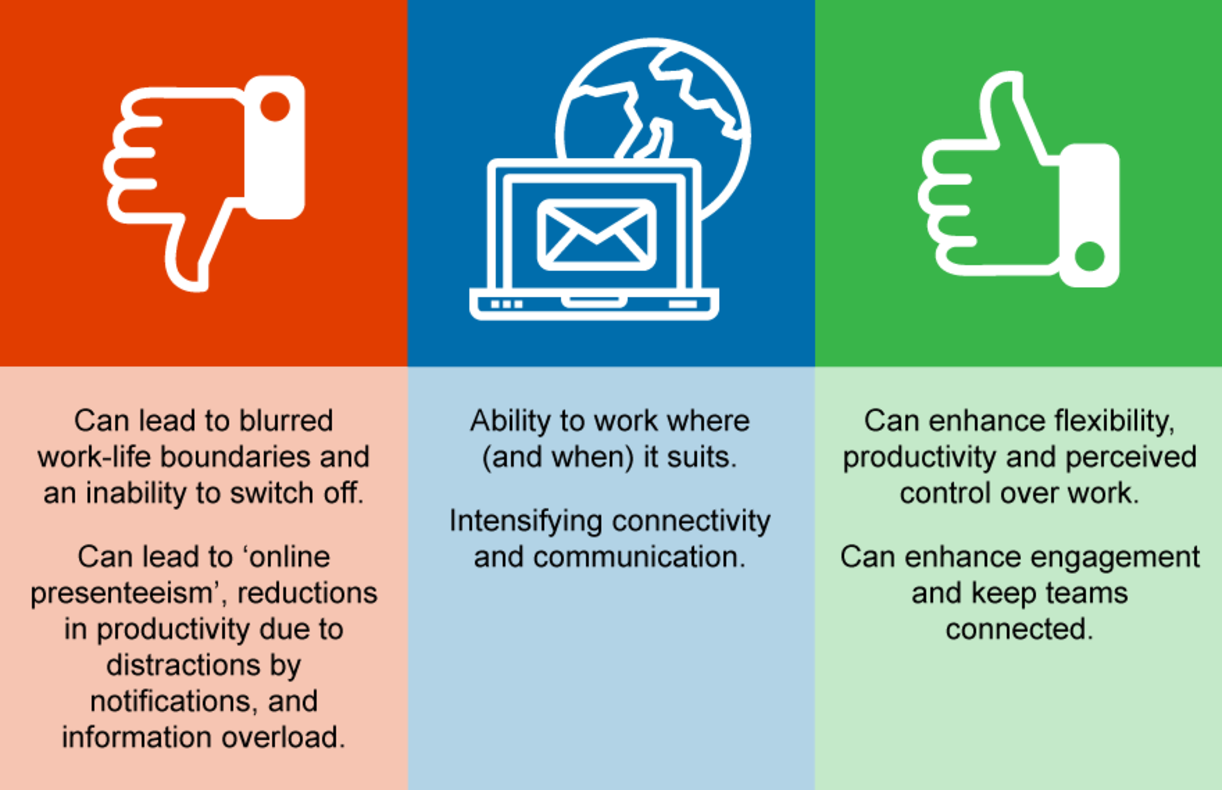 Can lead to blurred
work-life boundaries and
an inability to switch off.
Can lead to ‘online
presenteeism’, reductions
in productivity due to
distractions by
notifications, and
information overload.
Ability to work where
(and when) it suits.
Intensifying connectivity
and communication.
Can enhance flexibility,
productivity and perceived
control over work.
Can enhance engagement
and keep teams
connected.